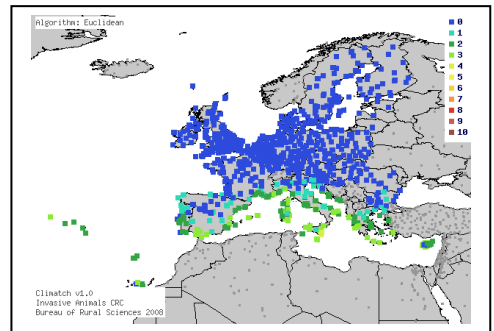 Algorithm: Euclidean
0
1
2
3
4
5
6
7
8
9
10
Climatch v1.0
Invasive Animals CRC
Bureau of Rural Sciences 2008